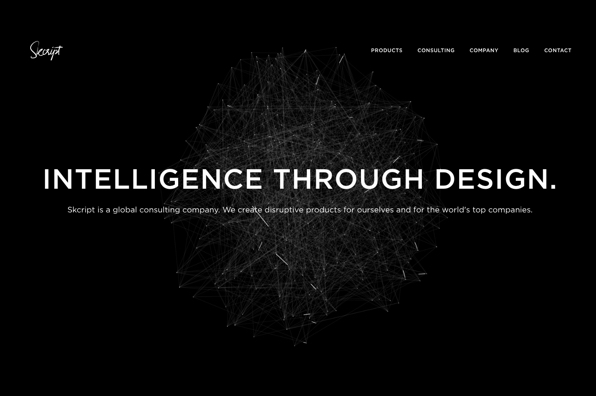 Skcript
PRODUCTS CONSULTING COMPANY BLOG CONTACT
INTELLIGENCE THROUGH DESIGN.
Skcript is a global consulting company. We create disruptive products for ourselves and for the world's top companies.